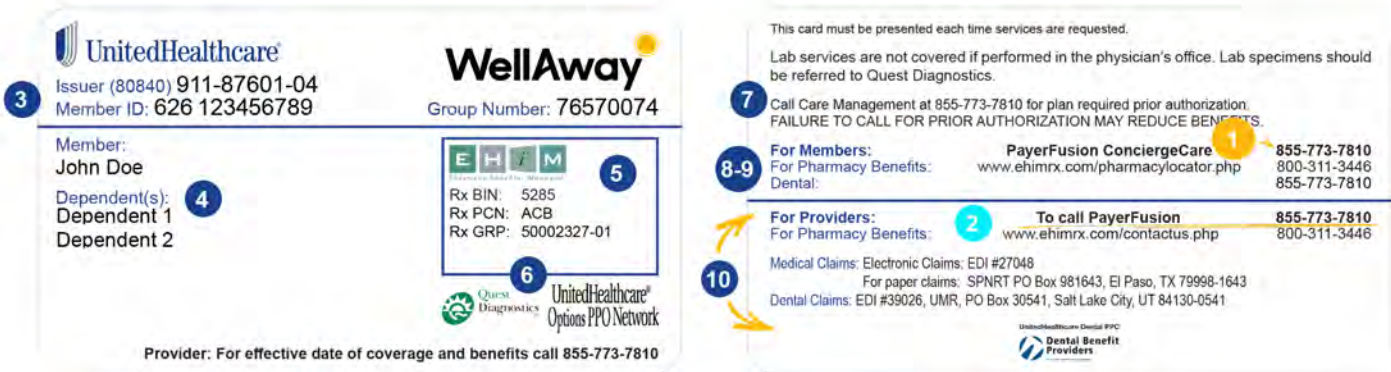 UnitedHealthcare®
WellAway
Issuer (80840) 911-87601-04
3
Member ID: 626 123456789
Group Number: 76570074
Member:
John Doe
Dependent(s):
4
Dependent 1
Dependent 2
EHiM
5
Rx BIN: 5285
Rx PCN: ACB
Rx GRP: 50002327-01
6
Quest
Diagnostics
UnitedHealthcare®
Options PPO Network
Provider: For effective date of coverage and benefits call 855-773-7810
This card must be presented each time services are requested.
Lab services are not covered if performed in the physician's office. Lab specimens should
be referred to Quest Diagnostics.
7
Call Care Management at 855-773-7810 for plan required prior authorization.
FAILURE TO CALL FOR PRIOR AUTHORIZATION MAY REDUCE BENEFITS.
1
8-9
For Members: PayerFusion ConciergeCare 855-773-7810
For Pharmacy Benefits: www.ehimrx.com/pharmacylocator.php 800-311-3446
Dental: 855-773-7810
For Providers: 2 To call PayerFusion 855-773-7810
For Pharmacy Benefits: www.ehimrx.com/contactus.php 800-311-3446
10
Medical Claims: Electronic Claims: EDI #27048
For paper claims: SPNRT PO Box 981643, El Paso, TX 79998-1643
Dental Claims: EDI #39026, UMR, PO Box 30541, Salt Lake City, UT 84130-0541
UnitedHealthcare Dental PPO
Dental Benefit
Providers